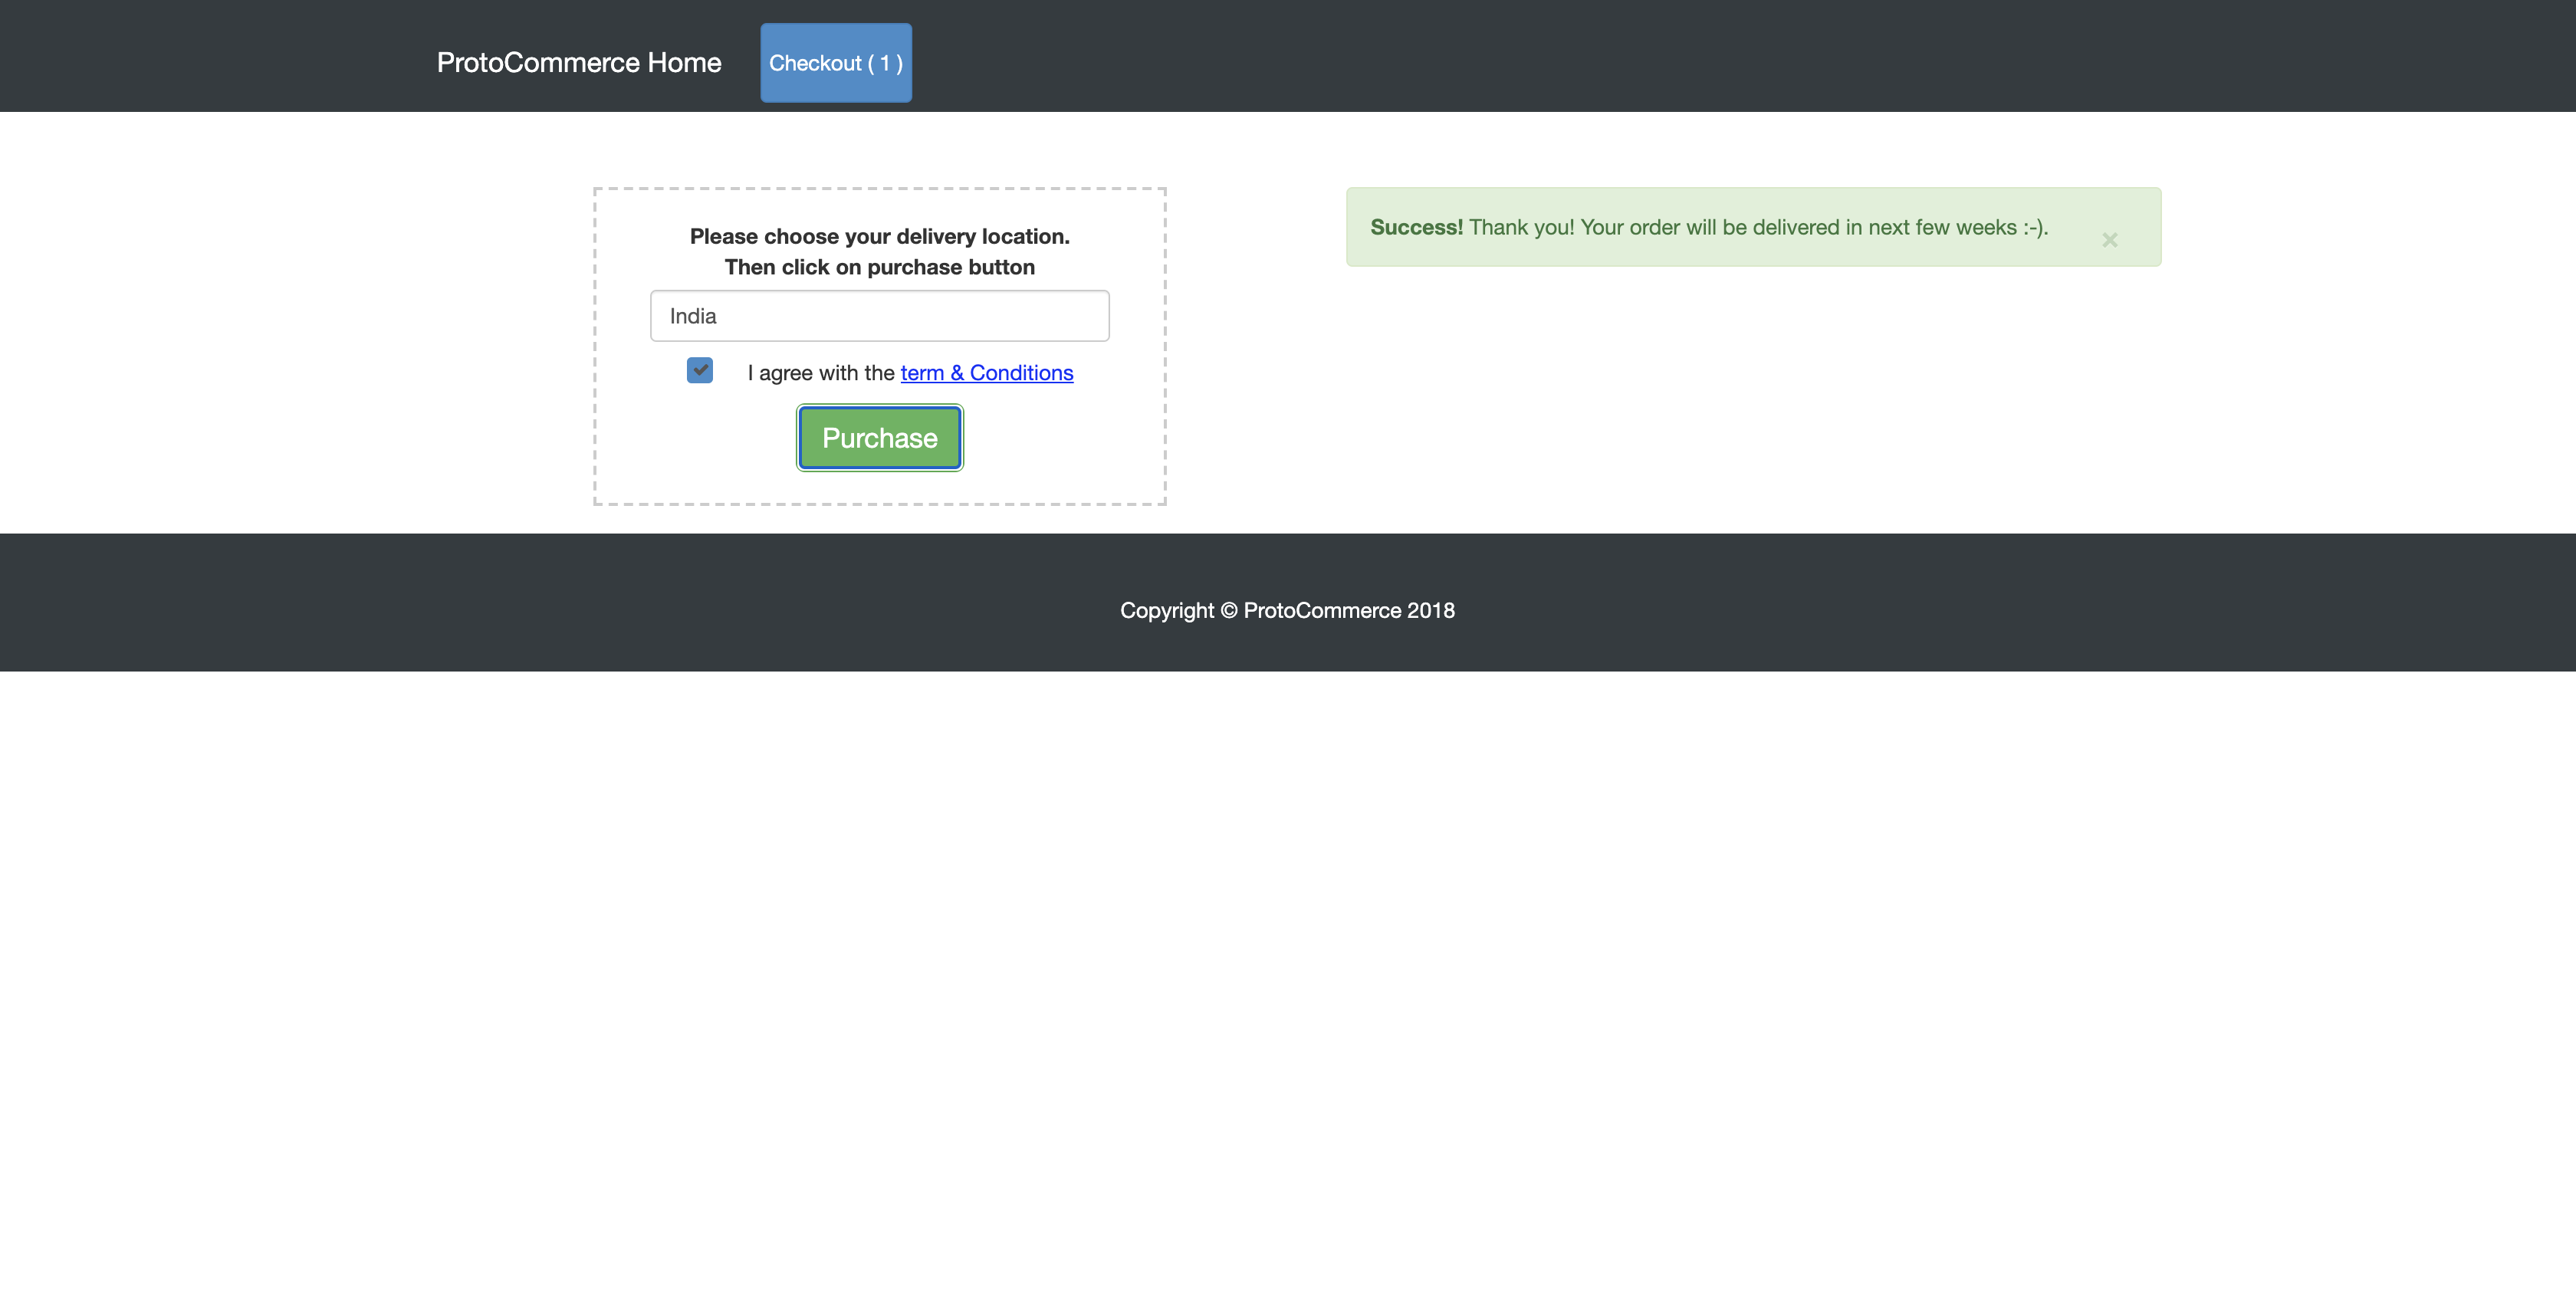 ProtoCommerce Home
Checkout ( 1 )
Please choose your delivery location.
Then click on purchase button
India
I agree with the term & Conditions
Purchase
Success! Thank you! Your order will be delivered in next few weeks :-).
×
Copyright © ProtoCommerce 2018